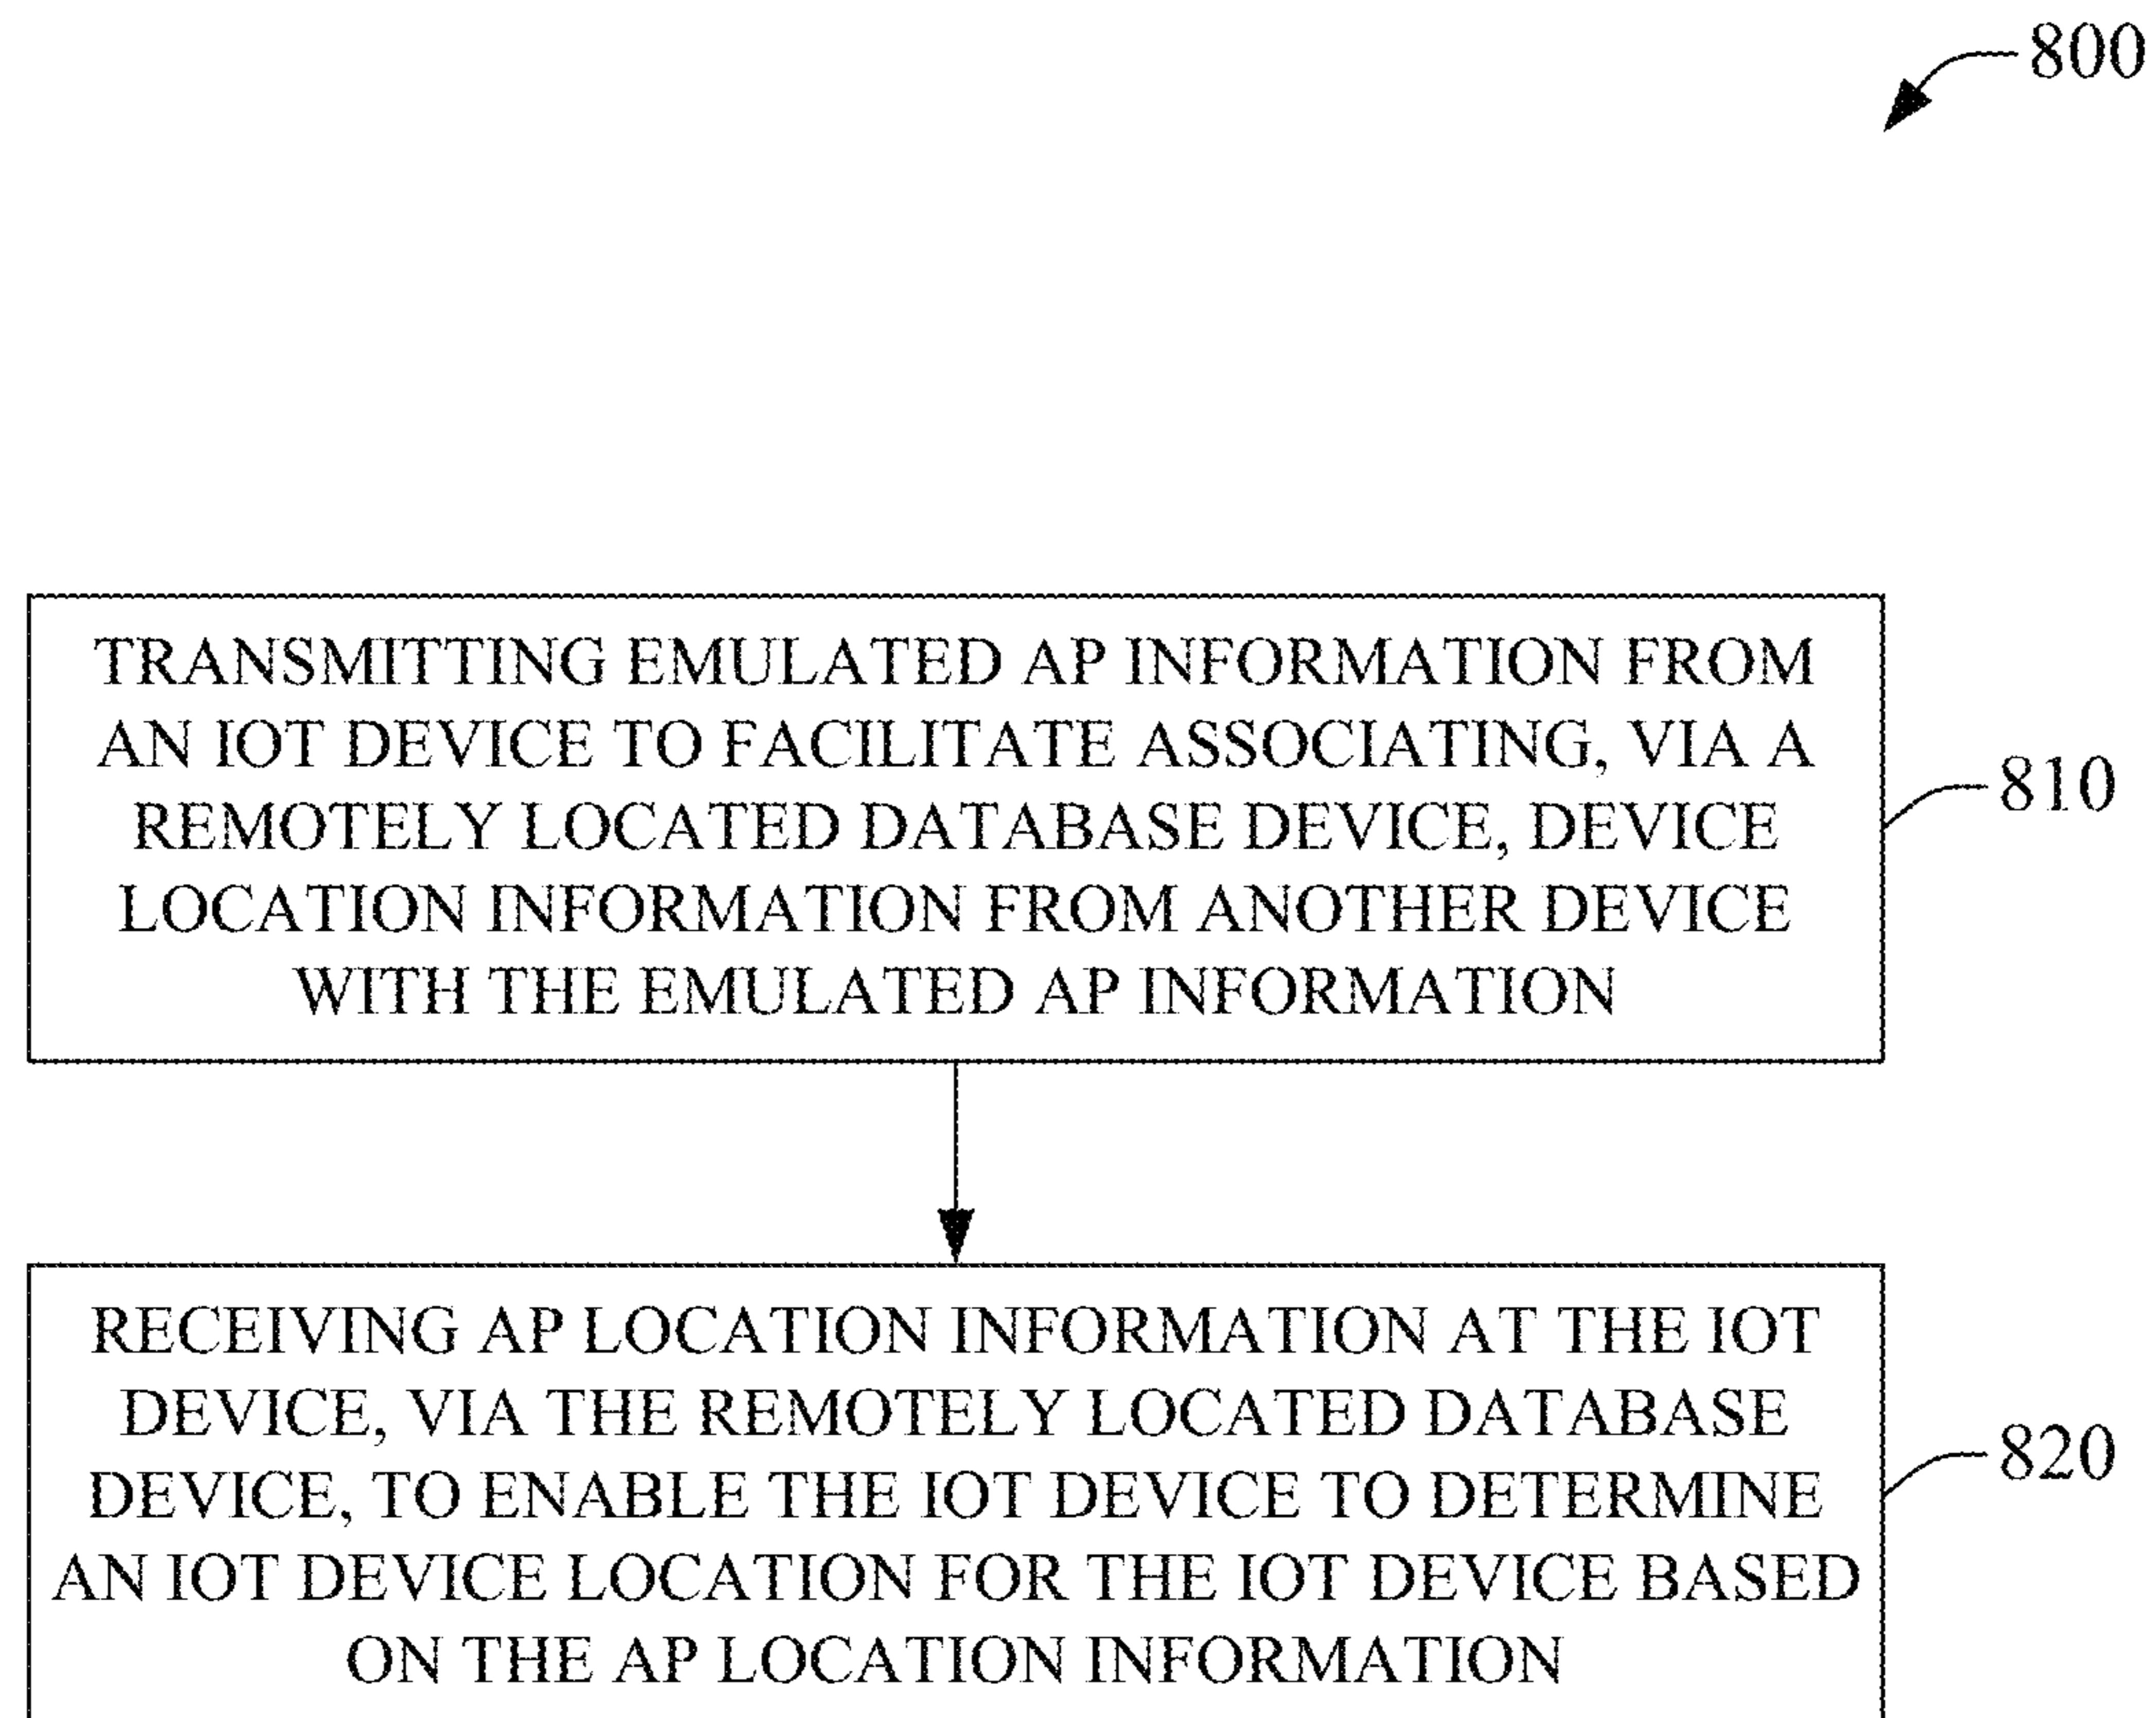 800
TRANSMITTING EMULATED AP INFORMATION FROM
AN IOT DEVICE TO FACILITATE ASSOCIATING, VIA A
REMOTELY LOCATED DATABASE DEVICE, DEVICE
LOCATION INFORMATION FROM ANOTHER DEVICE
WITH THE EMULATED AP INFORMATION
810
RECEIVING AP LOCATION INFORMATION AT THE IOT
DEVICE, VIA THE REMOTELY LOCATED DATABASE
DEVICE, TO ENABLE THE IOT DEVICE TO DETERMINE
AN IOT DEVICE LOCATION FOR THE IOT DEVICE BASED
ON THE AP LOCATION INFORMATION
820